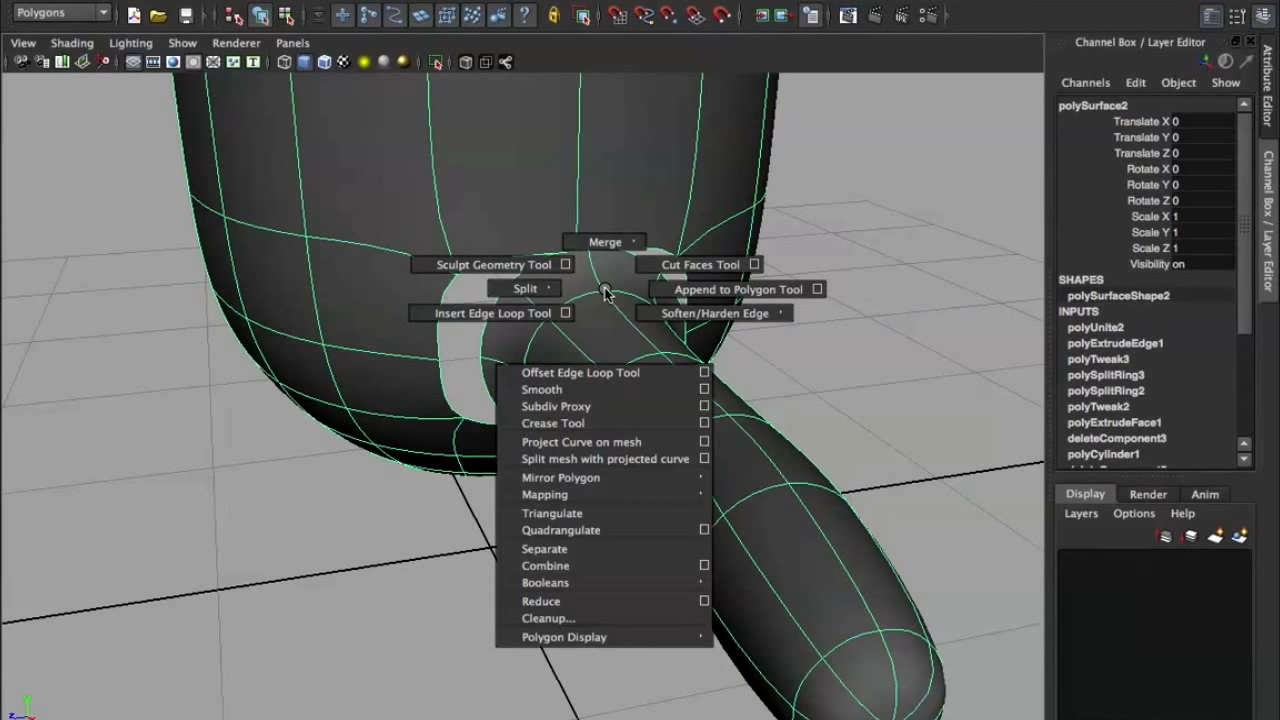 Polygons
View Shading Lighting Show Renderer Panels
Channel Box / Layer Editor
Channels Edit Object Show
polySurface2
Translate X 0
Translate Y 0
Translate Z 0
Rotate X 0
Rotate Y 0
Rotate Z 0
Scale X 1
Scale Y 1
Scale Z 1
Visibility on
SHAPES
polySurfaceShape2
INPUTS
polyUnite2
polyExtrudeEdge1
polyTweak3
polySplitRing3
polySplitRing2
polyTweak2
polyExtrudeFace1
deleteComponent3
polyCylinder1
Display Render Anim
Layers Options Help
Attribute Editor
Channel Box / Layer Editor
Merge
Sculpt Geometry Tool
Cut Faces Tool
Split
Append to Polygon Tool
Insert Edge Loop Tool
Soften/Harden Edge
Offset Edge Loop Tool
Smooth
Subdiv Proxy
Crease Tool
Project Curve on mesh
Split mesh with projected curve
Mirror Polygon
Mapping
Triangulate
Quadrangulate
Separate
Combine
Booleans
Reduce
Cleanup...
Polygon Display